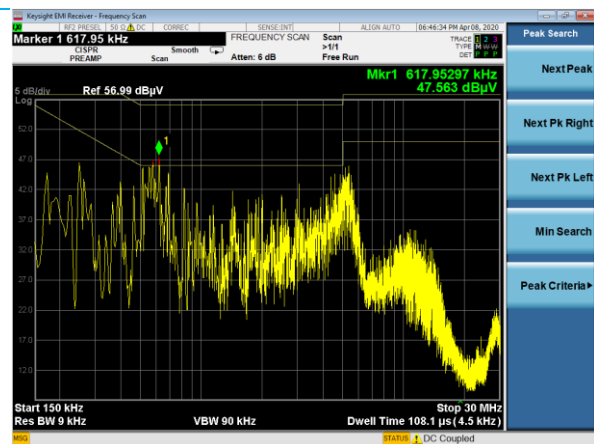 Keysight EMI Receiver - Frequency Scan
RF2 PRESEL 50 Ω DC CORREC SENSE:INT ALIGN AUTO 06:46:34 PM Apr 08, 2020
Marker 1 617.95 kHz
FREQUENCY SCAN
Scan
TRACE 1 2 3
CISPR
Smooth
>1/1
TYPE M W W
PREAMP
Scan
Atten: 6 dB
Free Run
DET P P P
Mkr1 617.95297 kHz
47.563 dBµV
5 dB/div
Ref 56.99 dBµV
Log
1
52.0
47.0
42.0
37.0
32.0
27.0
22.0
17.0
12.0
Start 150 kHz
Stop 30 MHz
Res BW 9 kHz
VBW 90 kHz
Dwell Time 108.1 µs (4.5 kHz)
MSG
STATUS
DC Coupled
Peak Search
Next Peak
Next Pk Right
Next Pk Left
Min Search
Peak Criteria▸